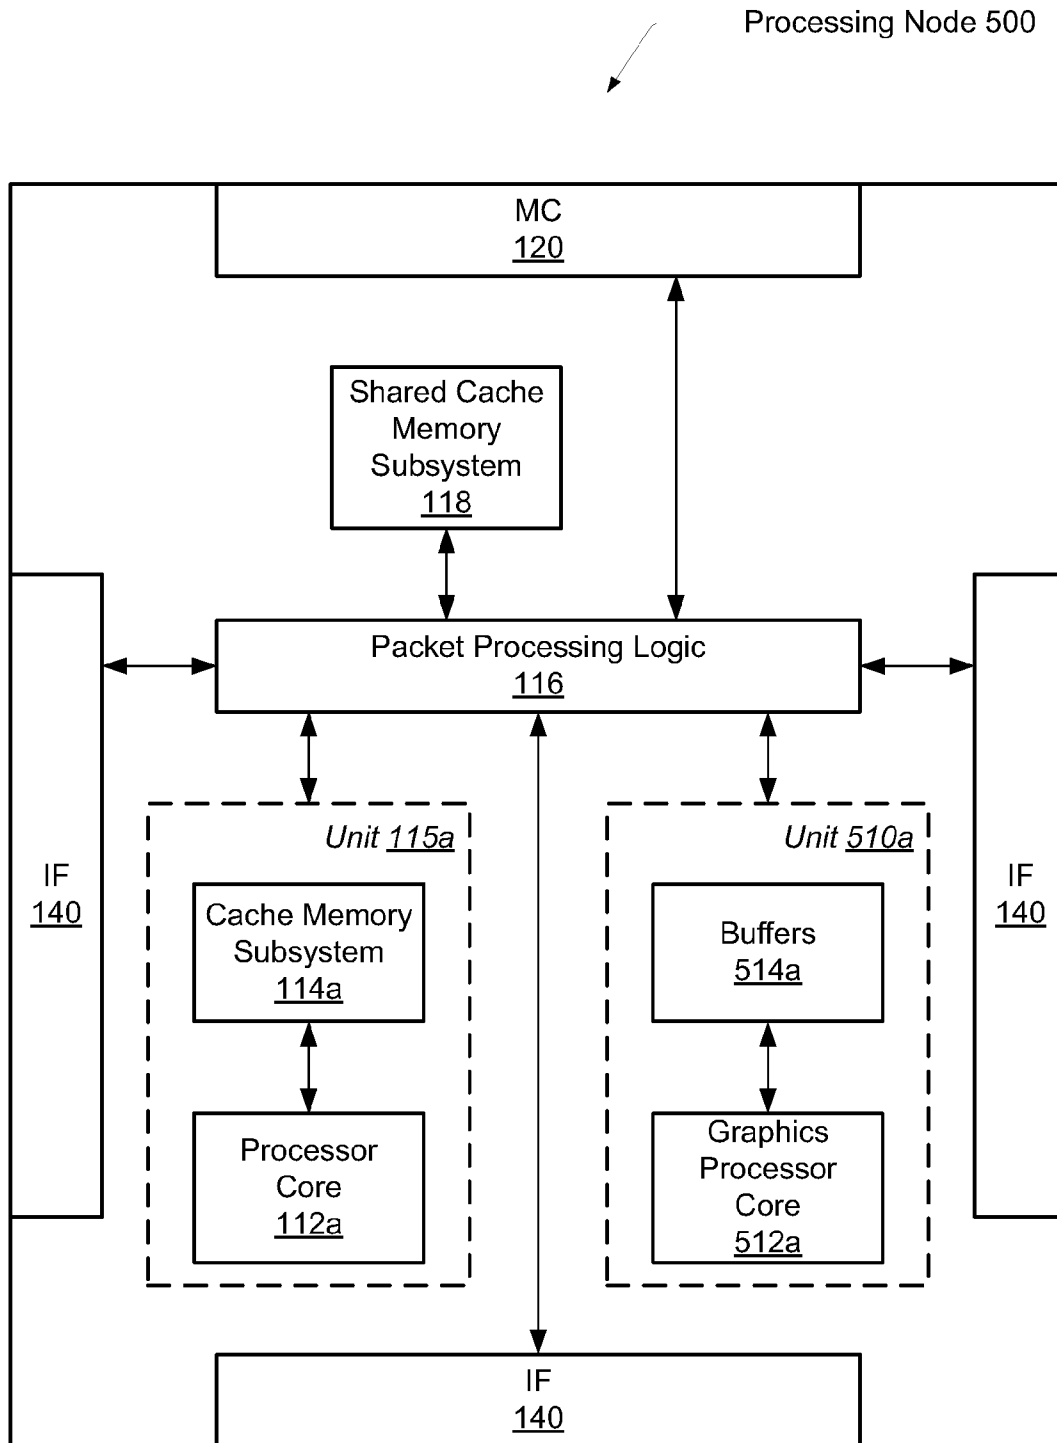 Processing Node 500
MC
120
Shared Cache
Memory
Subsystem
118
Packet Processing Logic
116
IF
140
Unit 115a
Cache Memory
Subsystem
114a
Processor
Core
112a
Unit 510a
Buffers
514a
Graphics
Processor
Core
512a
IF
140
IF
140